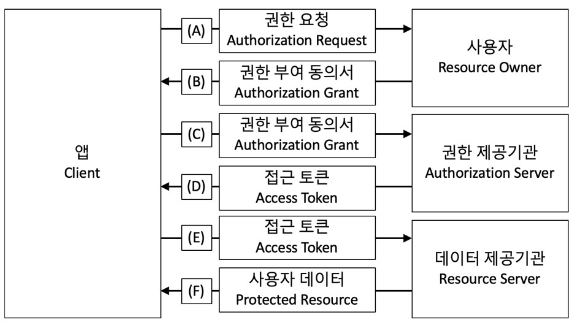 앱
Client
(A)
권한 요청
Authorization Request
사용자
Resource Owner
(B)
권한 부여 동의서
Authorization Grant
(C)
권한 부여 동의서
Authorization Grant
권한 제공기관
Authorization Server
(D)
접근 토큰
Access Token
(E)
접근 토큰
Access Token
데이터 제공기관
Resource Server
(F)
사용자 데이터
Protected Resource